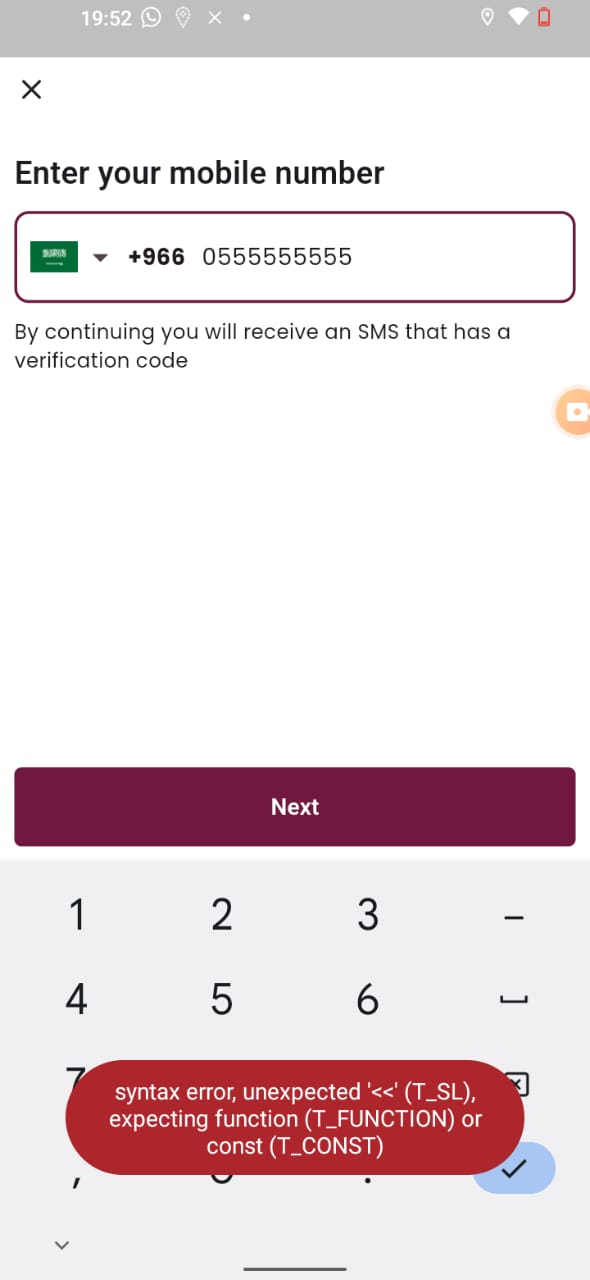 19:52
Enter your mobile number
+966 0555555555
By continuing you will receive an SMS that has a
verification code
Next
1 2 3 –
4 5 6
7
syntax error, unexpected '<<' (T_SL),
expecting function (T_FUNCTION) or
const (T_CONST)
, .